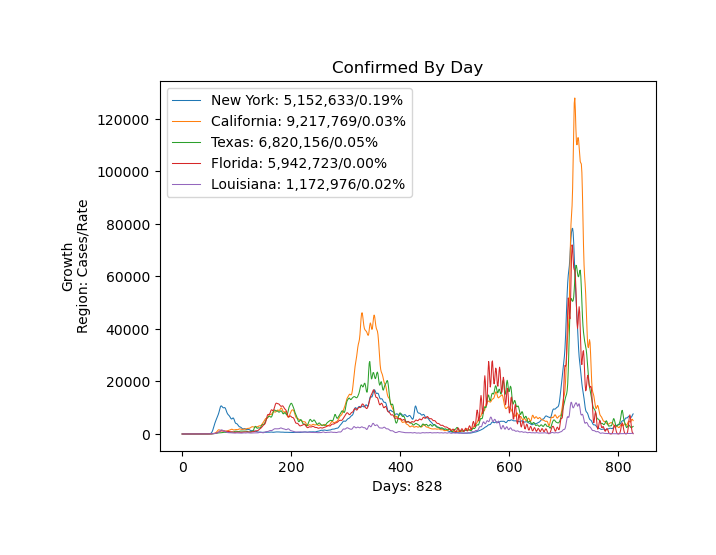 Confirmed By Day
New York: 5,152,633/0.19%
California: 9,217,769/0.03%
Texas: 6,820,156/0.05%
Florida: 5,942,723/0.00%
Louisiana: 1,172,976/0.02%
120000
100000
80000
60000
40000
20000
0
Growth
Region: Cases/Rate
0 200 400 600 800
Days: 828